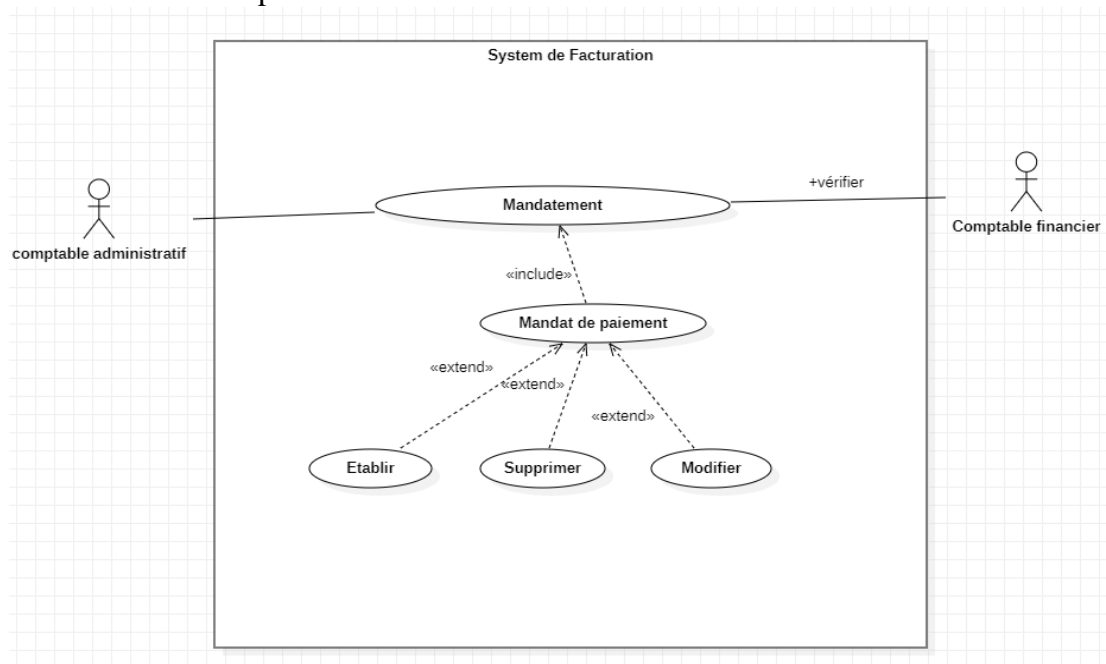 System de Facturation
+vérifier
Mandatement
Comptable financier
comptable administratif
«include»
Mandat de paiement
«extend»
«extend»
«extend»
Etablir
Supprimer
Modifier